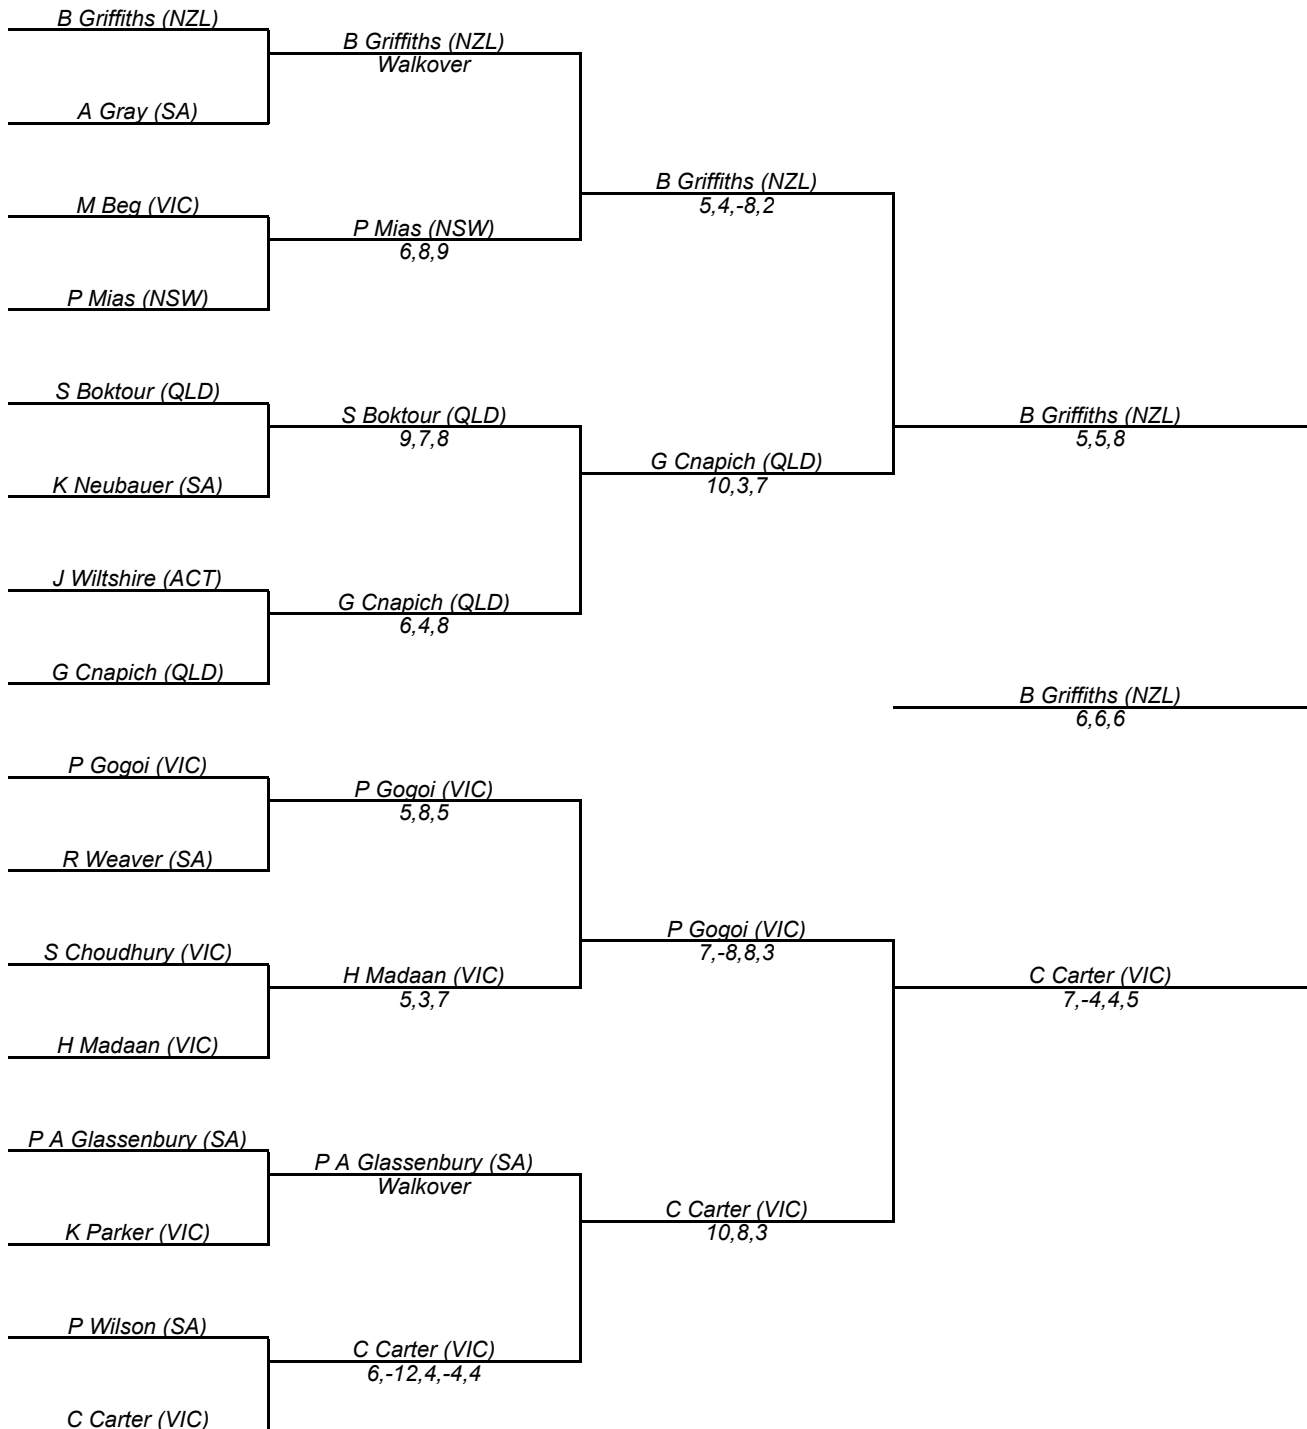 B Griffiths (NZL)
B Griffiths (NZL)
Walkover
A Gray (SA)
B Griffiths (NZL)
5,4,-8,2
M Beg (VIC)
P Mias (NSW)
6,8,9
P Mias (NSW)
S Boktour (QLD)
S Boktour (QLD)
9,7,8
B Griffiths (NZL)
5,5,8
G Cnapich (QLD)
10,3,7
K Neubauer (SA)
J Wiltshire (ACT)
G Cnapich (QLD)
6,4,8
G Cnapich (QLD)
B Griffiths (NZL)
6,6,6
P Gogoi (VIC)
P Gogoi (VIC)
5,8,5
R Weaver (SA)
P Gogoi (VIC)
7,-8,8,3
S Choudhury (VIC)
H Madaan (VIC)
5,3,7
C Carter (VIC)
7,-4,4,5
H Madaan (VIC)
P A Glassenbury (SA)
P A Glassenbury (SA)
Walkover
C Carter (VIC)
10,8,3
K Parker (VIC)
P Wilson (SA)
C Carter (VIC)
6,-12,4,-4,4
C Carter (VIC)